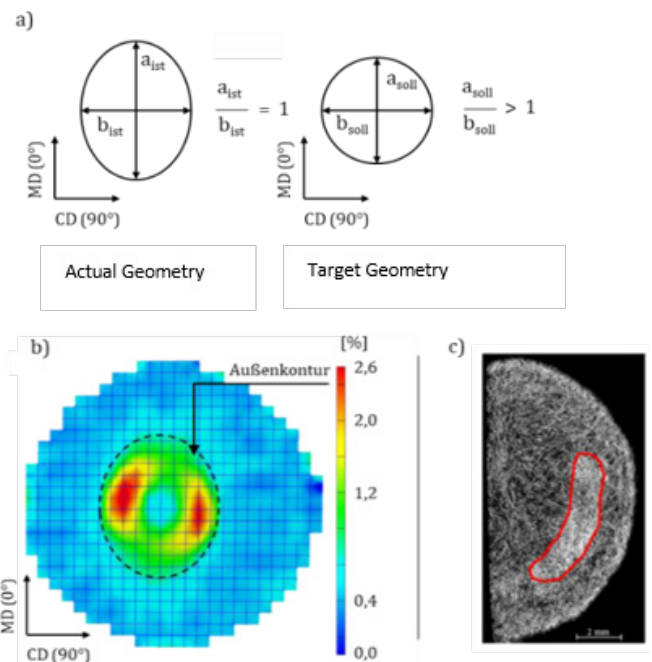 a)
a_ist
b_ist
a_ist
b_ist
= 1
MD (0°)
CD (90°)
a_soll
b_soll
a_soll
b_soll
> 1
MD (0°)
CD (90°)
Actual Geometry
Target Geometry
b)
Außenkontur
[%]
2,6
2,0
1,2
0,4
0,0
MD (0°)
CD (90°)
c)
2 mm